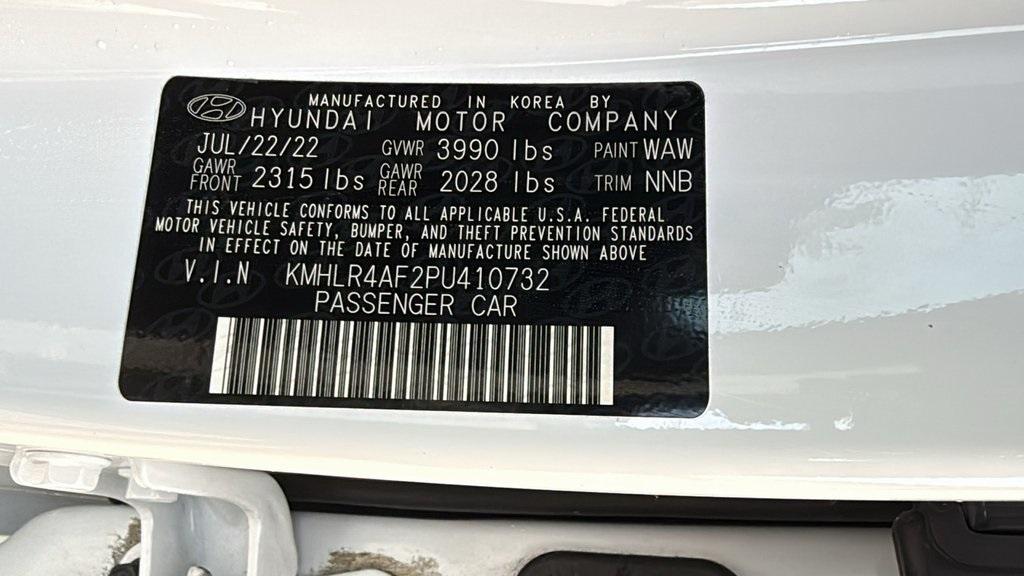 MANUFACTURED IN KOREA BY
HYUNDAI MOTOR COMPANY
JUL/22/22 GVWR 3990 lbs PAINT WAW
GAWR FRONT 2315 lbs GAWR REAR 2028 lbs TRIM NNB
THIS VEHICLE CONFORMS TO ALL APPLICABLE U.S.A. FEDERAL
MOTOR VEHICLE SAFETY, BUMPER, AND THEFT PREVENTION STANDARDS
IN EFFECT ON THE DATE OF MANUFACTURE SHOWN ABOVE
V.I.N KMHLR4AF2PU410732
PASSENGER CAR